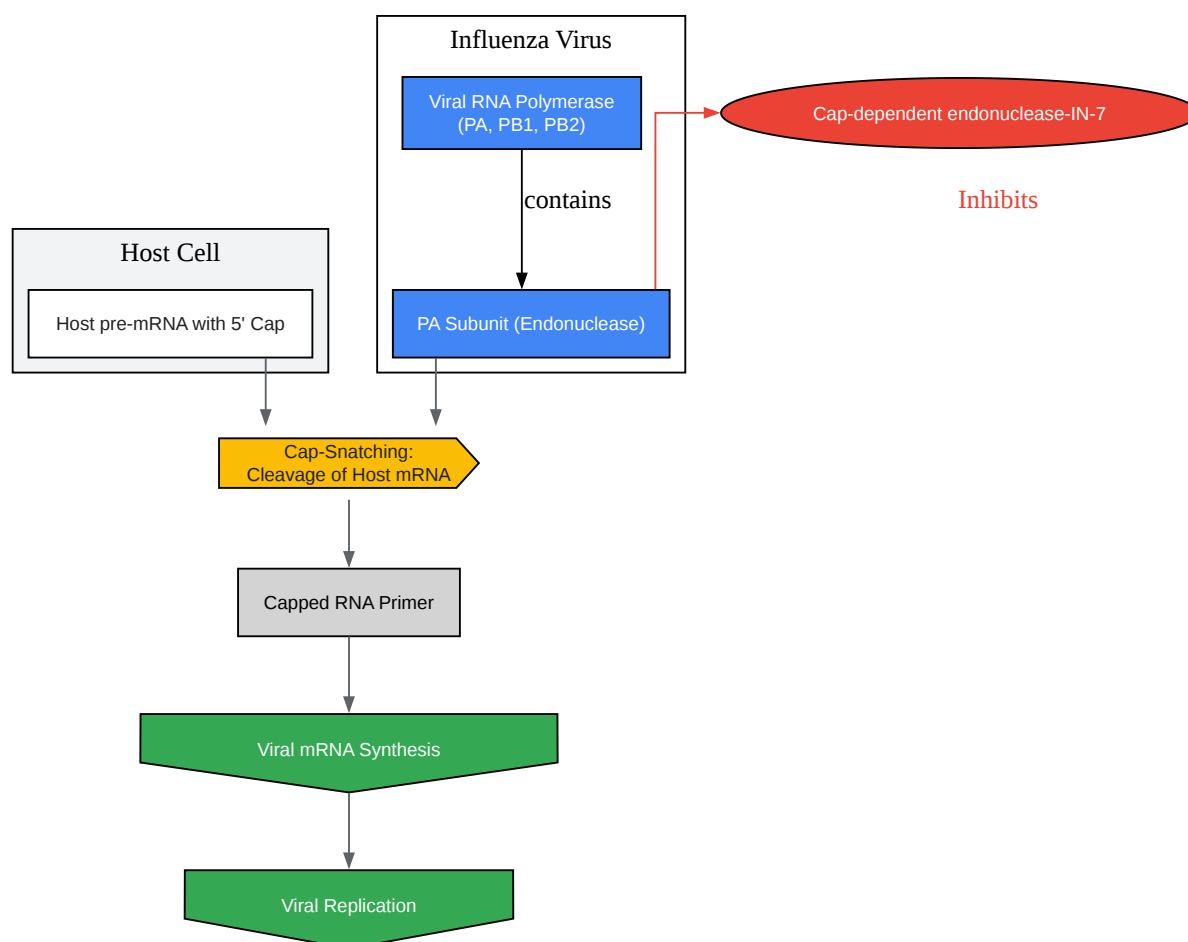 Influenza Virus
Viral RNA Polymerase
(PA, PB1, PB2)
Cap-dependent endonuclease-IN-7
contains
Inhibits
Host Cell
Host pre-mRNA with 5' Cap
PA Subunit (Endonuclease)
Cap-Snatching:
Cleavage of Host mRNA
Capped RNA Primer
Viral mRNA Synthesis
Viral Replication